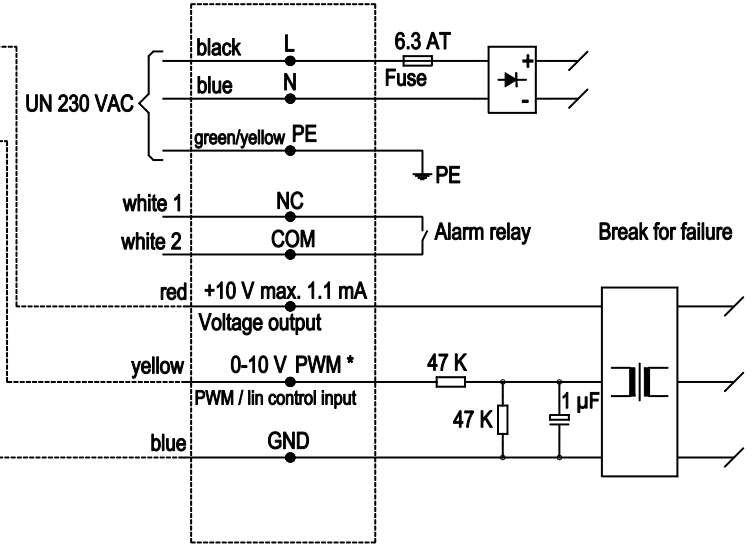 black L 6.3 AT
+
blue N Fuse
UN 230 VAC
-
green/yellow PE
PE
white 1 NC
Alarm relay Break for failure
white 2 COM
red +10 V max. 1.1 mA
Voltage output
yellow 0-10 V PWM * 47 K
PWM / lin control input
47 K 1 µF
blue GND